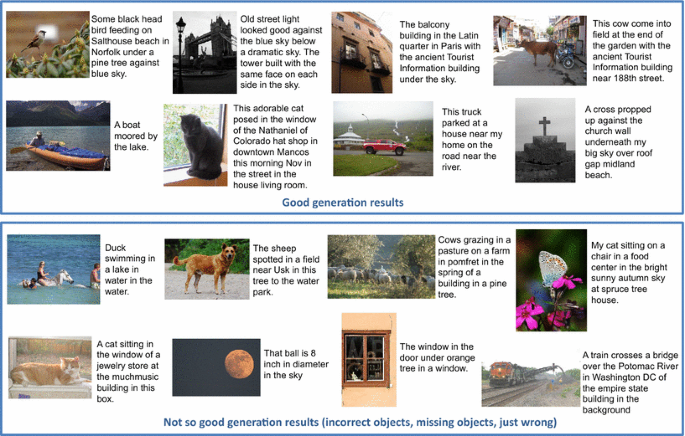 Some black head
bird feeding on
Salthouse beach in
Norfolk under a
pine tree against
blue sky.
Old street light
looked good against
the blue sky below
a dramatic sky. The
tower built with the
same face on each
side in the sky.
The balcony
building in the Latin
quarter in Paris with
the ancient Tourist
Information building
under the sky.
This cow come into
field at the end of
the garden with the
ancient Tourist
Information building
near 188th street.
A boat
moored by
the lake.
This adorable cat
posed in the window
of the Nathaniel of
Colorado hat shop in
downtown Mancos
this morning Nov in
the street in the
house living room.
This truck
parked at a
house near my
home on the
road near the
river.
A cross propped
up against the
church wall
underneath my
big sky over roof
gap midland
beach.
Good generation results
Duck
swimming in
a lake in
water in the
water.
The sheep
spotted in a field
near Usk in this
tree to the water
park.
Cows grazing in a
pasture on a farm
in pomfret in the
spring of a
building in a pine
tree.
My cat sitting on a
chair in a food
center in the bright
sunny autumn sky
at spruce tree
house.
A cat sitting in
the window of a
jewelry store at
the muchmusic
building in this
box.
That ball is 8
inch in diameter
in the sky
The window in the
door under orange
tree in a window.
A train crosses a bridge
over the Potomac River
in Washington DC of
the empire state
building in the
background
Not so good generation results (incorrect objects, missing objects, just wrong)